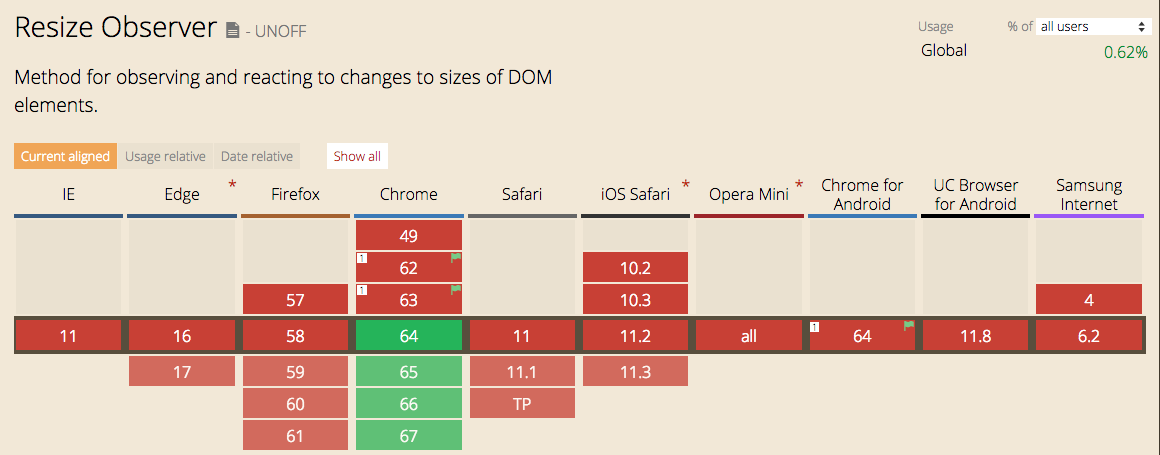 Resize Observer - UNOFF
Usage % of all users
Global 0.62%
Method for observing and reacting to changes to sizes of DOM
elements.
Current aligned Usage relative Date relative Show all
IE Edge * Firefox Chrome Safari iOS Safari * Opera Mini * Chrome for Android UC Browser for Android Samsung Internet
49
1 62 10.2
57 1 63 10.3 4
11 16 58 64 11 11.2 all 1 64 11.8 6.2
17 59 65 11.1 11.3
60 66 TP
61 67